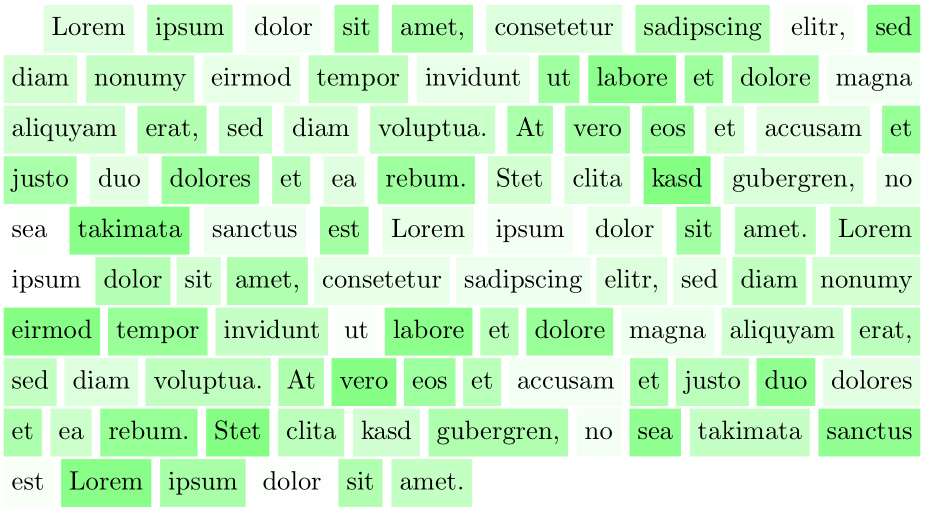 Lorem ipsum dolor sit amet, consetetur sadipscing elitr, sed
diam nonumy eirmod tempor invidunt ut labore et dolore magna
aliquyam erat, sed diam voluptua. At vero eos et accusam et
justo duo dolores et ea rebum. Stet clita kasd gubergren, no
sea takimata sanctus est Lorem ipsum dolor sit amet. Lorem
ipsum dolor sit amet, consetetur sadipscing elitr, sed diam nonumy
eirmod tempor invidunt ut labore et dolore magna aliquyam erat,
sed diam voluptua. At vero eos et accusam et justo duo dolores
et ea rebum. Stet clita kasd gubergren, no sea takimata sanctus
est Lorem ipsum dolor sit amet.